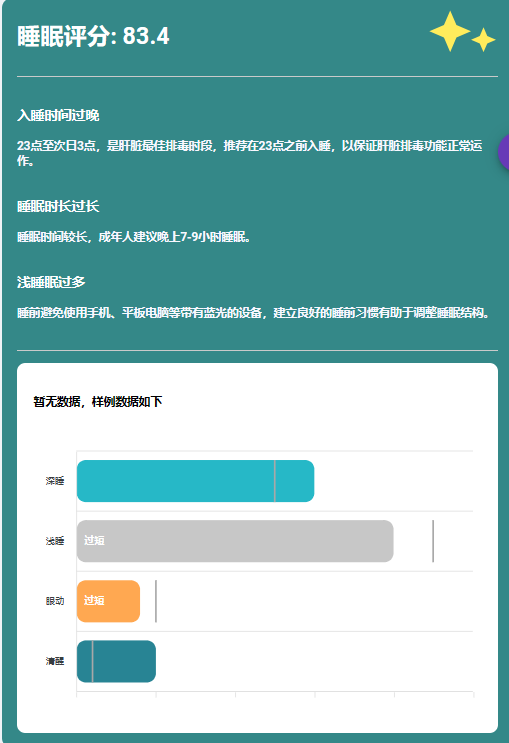 睡眠评分: 83.4
入睡时间过晚
23点至次日3点，是肝脏最佳排毒时段，推荐在23点之前入睡，以保证肝脏排毒功能正常运
作。
睡眠时长过长
睡眠时间较长，成年人建议晚上7-9小时睡眠。
浅睡眠过多
睡前避免使用手机、平板电脑等带有蓝光的设备，建立良好的睡前习惯有助于调整睡眠结构。
暂无数据，样例数据如下
深睡
浅睡
过短
眼动
过短
清醒